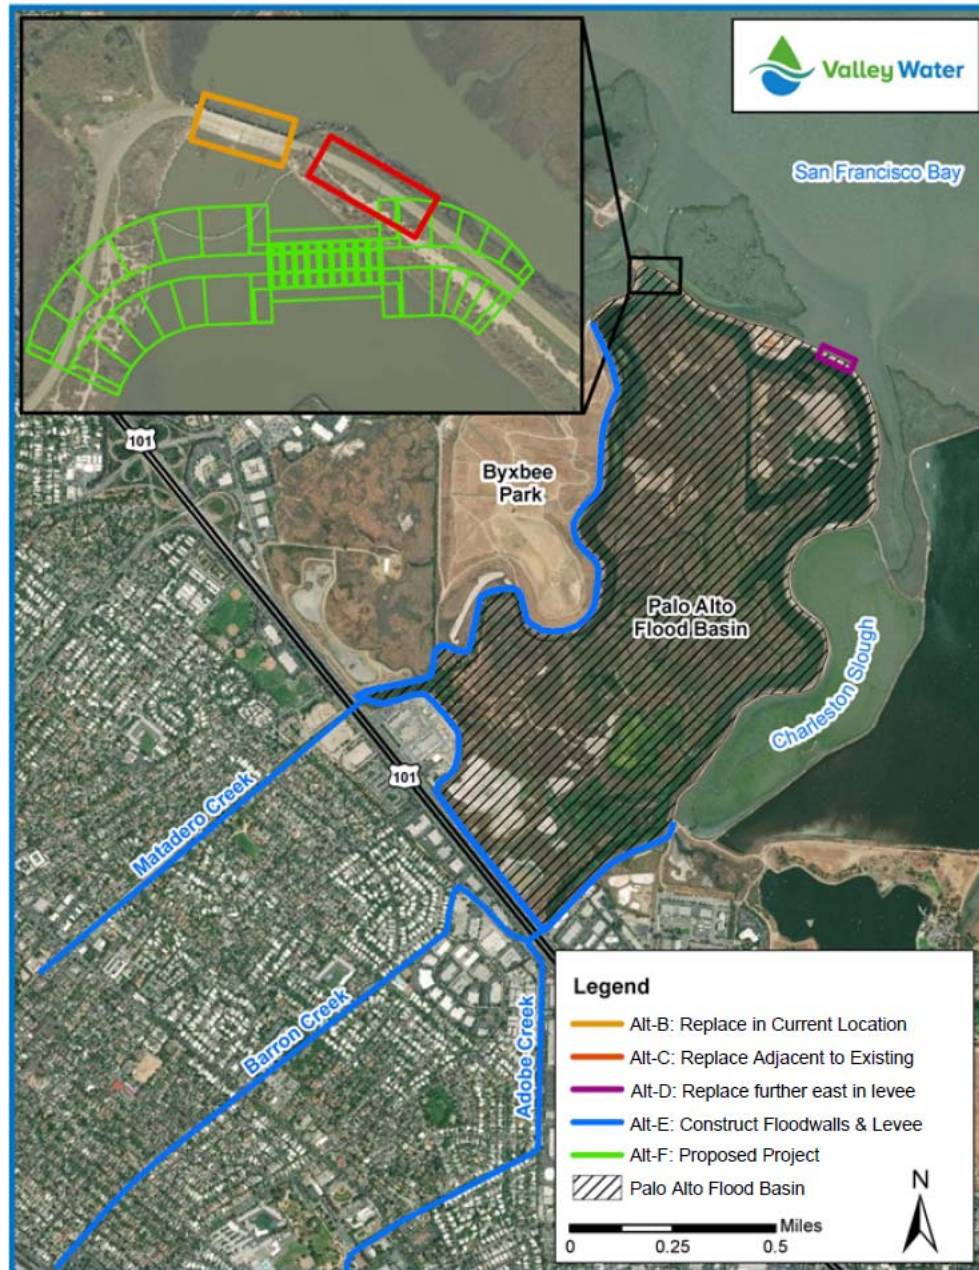 Valley Water
San Francisco Bay
101
Byxbee
Park
Palo Alto
Flood Basin
Charleston Slough
101
Matadero Creek
Barron Creek
Adobe Creek
Legend
Alt-B: Replace in Current Location
Alt-C: Replace Adjacent to Existing
Alt-D: Replace further east in levee
Alt-E: Construct Floodwalls & Levee
Alt-F: Proposed Project
Palo Alto Flood Basin
N
Miles
0 0.25 0.5